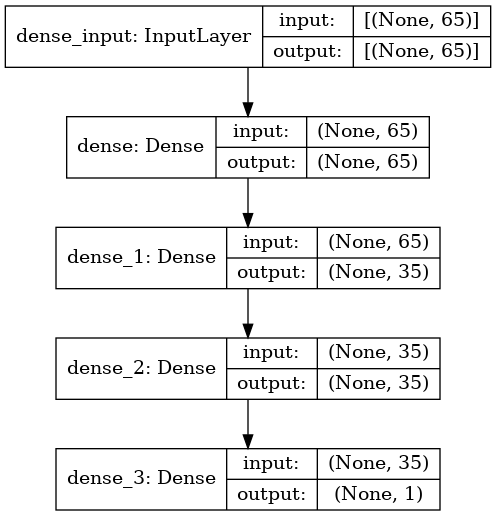 dense_input: InputLayer
input: [(None, 65)]
output: [(None, 65)]
dense: Dense
input: (None, 65)
output: (None, 65)
dense_1: Dense
input: (None, 65)
output: (None, 35)
dense_2: Dense
input: (None, 35)
output: (None, 35)
dense_3: Dense
input: (None, 35)
output: (None, 1)